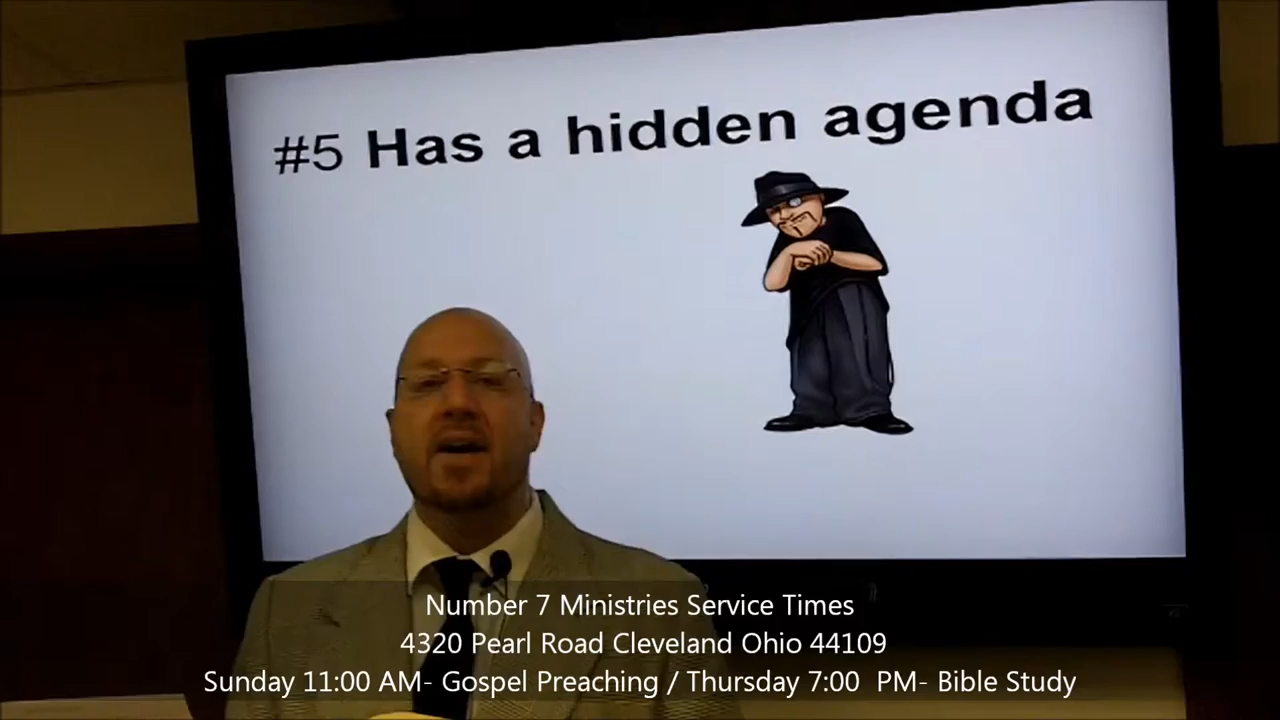 #5 Has a hidden agenda
Number 7 Ministries Service Times
4320 Pearl Road Cleveland Ohio 44109
Sunday 11:00 AM- Gospel Preaching / Thursday 7:00 PM- Bible Study